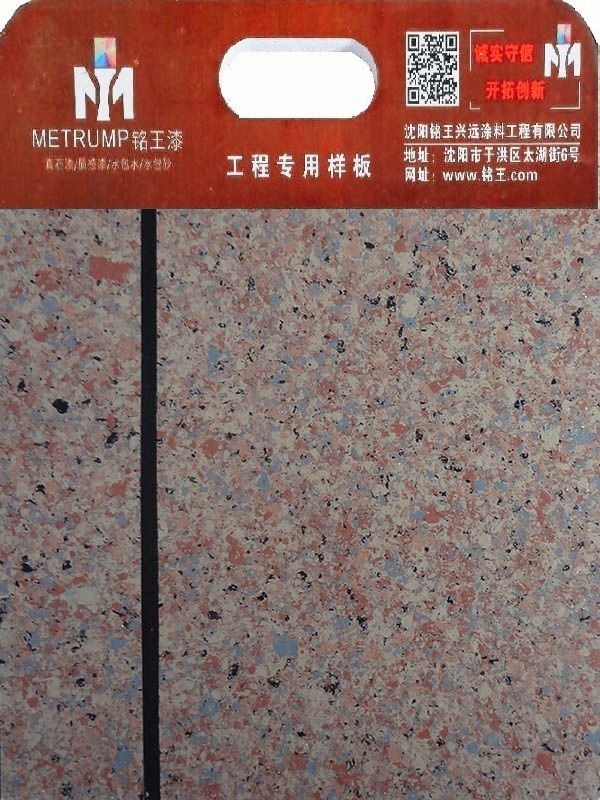 METRUMP铭王漆
真石漆/质感漆/水包水/水包砂
工程专用样板
诚实守信
开拓创新
沈阳铭王兴远涂料工程有限公司
地址：沈阳市于洪区太湖街6号
网址：www.铭王.com